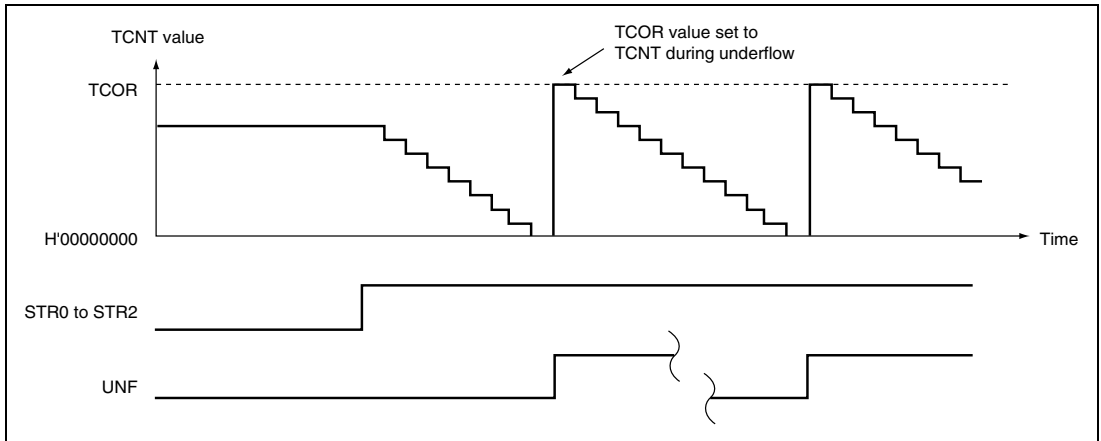 TCNT value
TCOR value set to
TCNT during underflow
TCOR
H'00000000
Time
STR0 to STR2
UNF